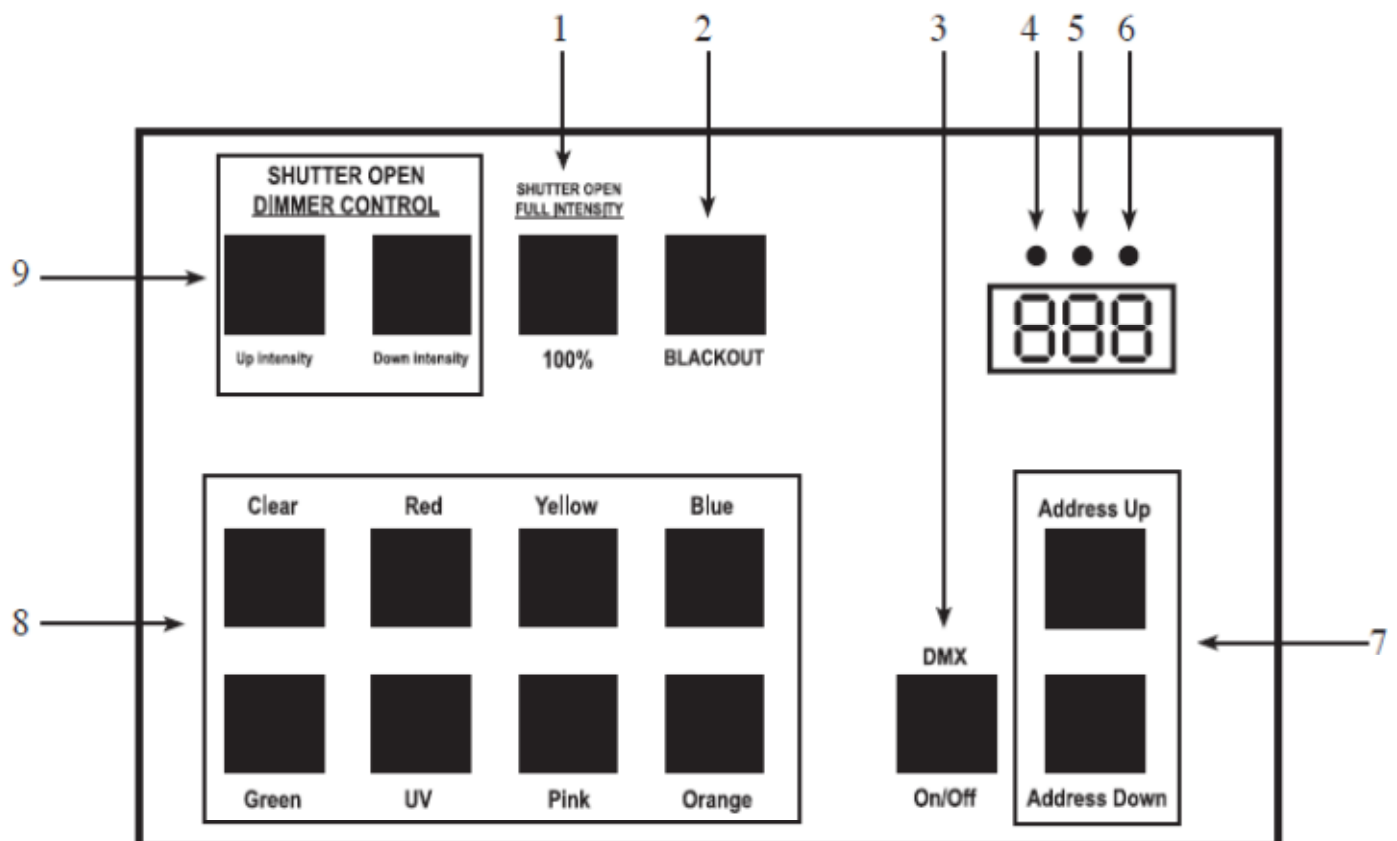 1 2 3 4 5 6
SHUTTER OPEN
DIMMER CONTROL
SHUTTER OPEN
FULL INTENSITY
9
Up Intensity Down Intensity 100% BLACKOUT
888
Clear Red Yellow Blue
Address Up
8
7
DMX
Green UV Pink Orange
On/Off
Address Down